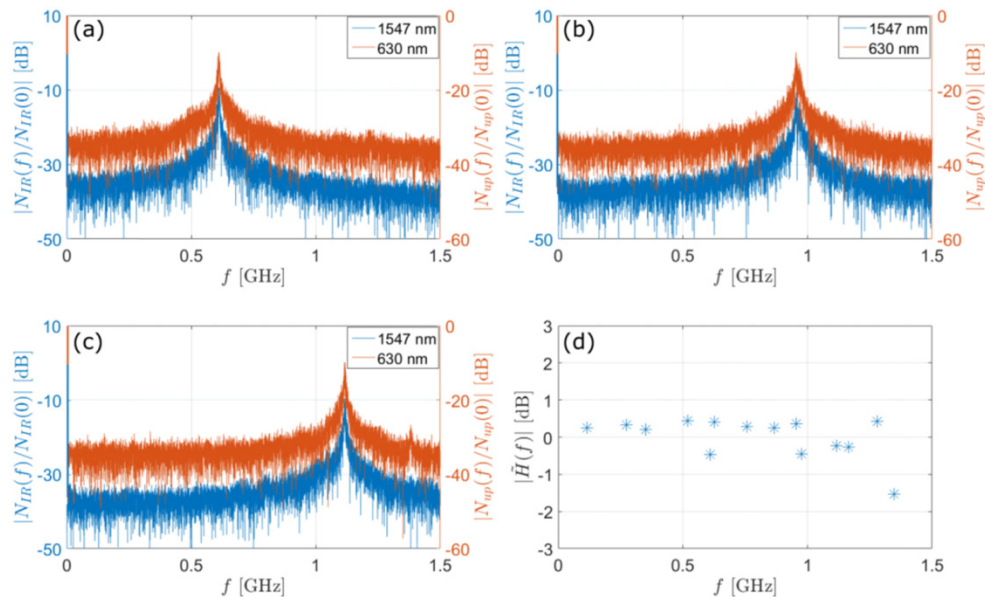 (a)
1547 nm
630 nm
10
-10
-30
-50
|N_IR(f)/N_IR(0)| [dB]
0
-20
-40
-60
|N_up(f)/N_up(0)| [dB]
0
0.5
1
1.5
f [GHz]
(b)
1547 nm
630 nm
10
-10
-30
-50
|N_IR(f)/N_IR(0)| [dB]
0
-20
-40
-60
|N_up(f)/N_up(0)| [dB]
0
0.5
1
1.5
f [GHz]
(c)
1547 nm
630 nm
10
-10
-30
-50
|N_IR(f)/N_IR(0)| [dB]
0
-20
-40
-60
|N_up(f)/N_up(0)| [dB]
0
0.5
1
1.5
f [GHz]
(d)
3
2
1
0
-1
-2
-3
|H̃(f)| [dB]
0
0.5
1
1.5
f [GHz]